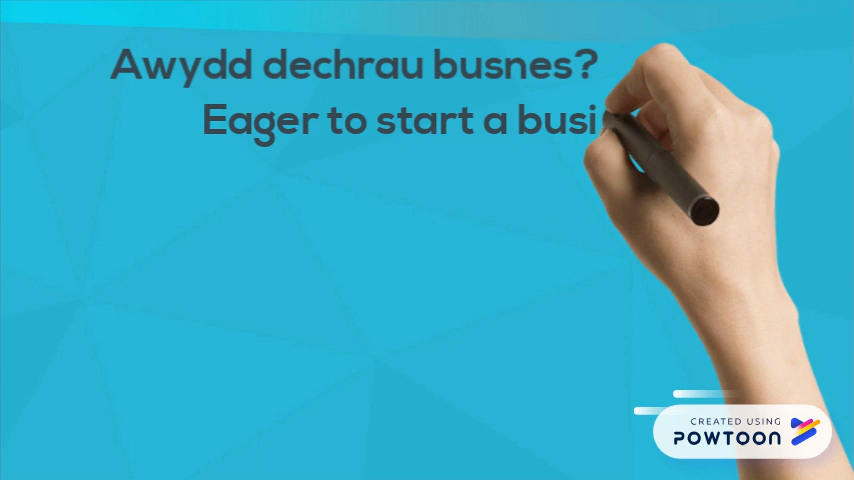 Awydd dechrau busnes?
Eager to start a busi
CREATED USING
POWTOON